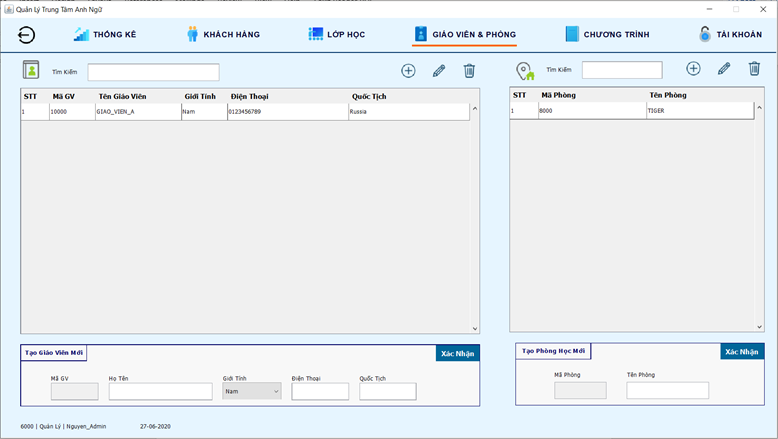 Quản Lý Trung Tâm Anh Ngữ
THỐNG KÊ KHÁCH HÀNG LỚP HỌC GIÁO VIÊN & PHÒNG CHƯƠNG TRÌNH TÀI KHOẢN
Tìm Kiếm Tìm Kiếm
STT Mã GV Tên Giáo Viên Giới Tính Điện Thoại Quốc Tịch
1 10000 GIAO_VIEN_A Nam 0123456789 Russia
STT Mã Phòng Tên Phòng
1 8000 TIGER
Tạo Giáo Viên Mới Xác Nhận
Mã GV Họ Tên Giới Tính Điện Thoại Quốc Tịch
Nam
Tạo Phòng Học Mới Xác Nhận
Mã Phòng Tên Phòng
6000 | Quản Lý | Nguyen_Admin 27-06-2020